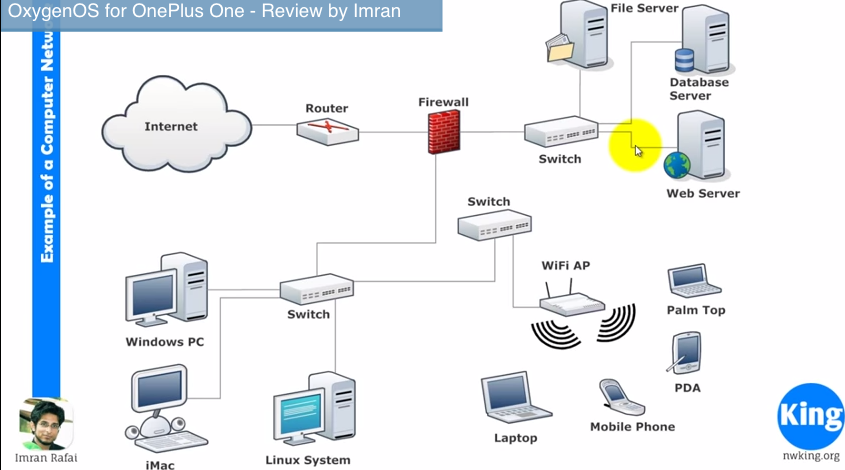 OxygenOS for OnePlus One - Review by Imran
Example of a Computer Netw
File Server
Database
Server
Router
Firewall
Internet
Switch
Web Server
Switch
WiFi AP
Palm Top
Switch
Windows PC
PDA
King
Mobile Phone
Laptop
Imran Rafai
nwking.org
Linux System
iMac